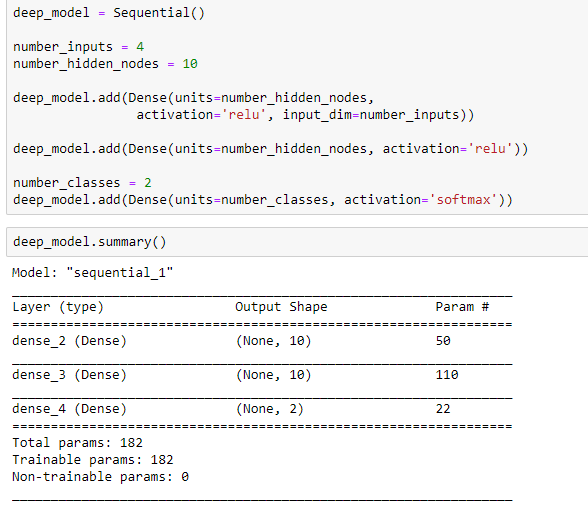 deep_model = Sequential()
number_inputs = 4
number_hidden_nodes = 10
deep_model.add(Dense(units=number_hidden_nodes,
activation='relu', input_dim=number_inputs))
deep_model.add(Dense(units=number_hidden_nodes, activation='relu'))
number_classes = 2
deep_model.add(Dense(units=number_classes, activation='softmax'))
deep_model.summary()
Model: "sequential_1"
Layer (type) Output Shape Param #
dense_2 (Dense) (None, 10) 50
dense_3 (Dense) (None, 10) 110
dense_4 (Dense) (None, 2) 22
Total params: 182
Trainable params: 182
Non-trainable params: 0